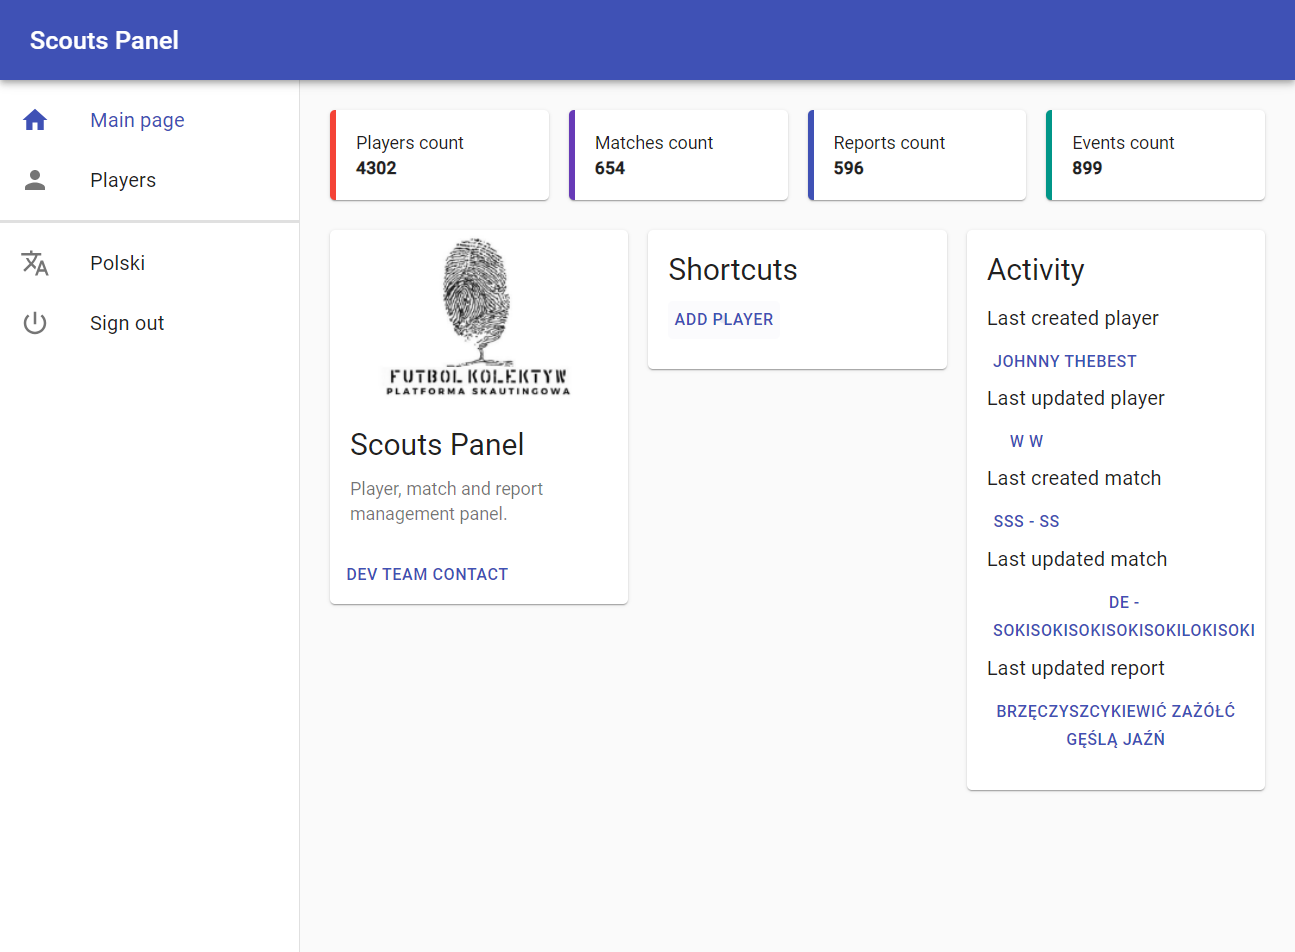 Scouts Panel
Main page
Players
Polski
Sign out
Players count
4302
Matches count
654
Reports count
596
Events count
899
FUTBOL KOLEKTYW
PLATFORMA SKAUTINGOWA
Scouts Panel
Player, match and report
management panel.
DEV TEAM CONTACT
Shortcuts
ADD PLAYER
Activity
Last created player
JOHNNY THEBEST
Last updated player
W W
Last created match
SSS - SS
Last updated match
DE -
SOKISOKISOKISOKISOKILOKISOKI
Last updated report
BRZĘCZYSZCYKIEWIĆ ZAŻÓŁĆ
GĘŚLĄ JAŹŃ